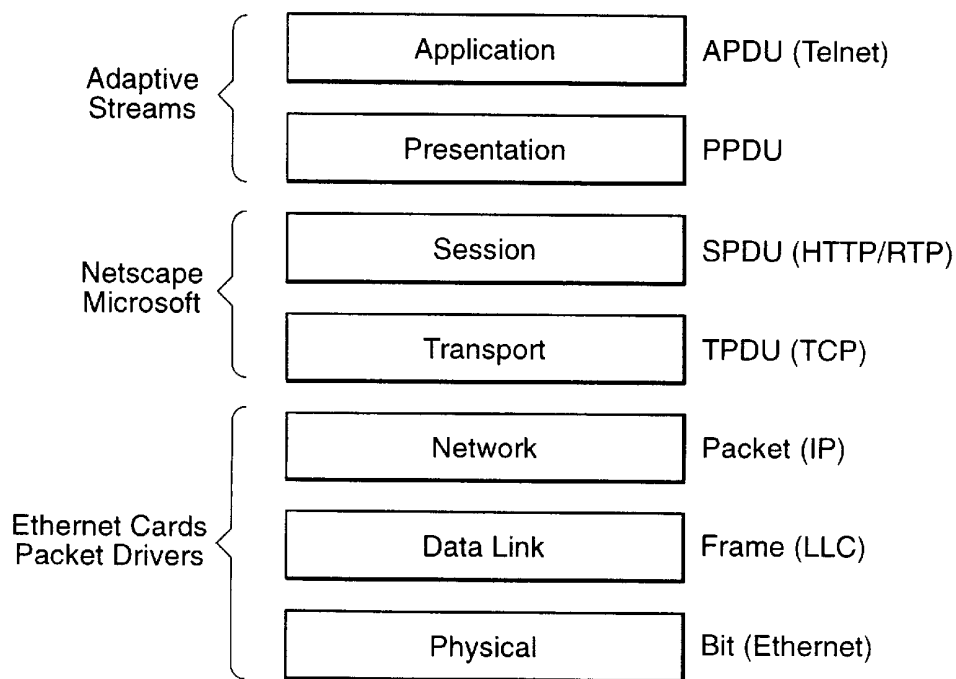 Application
APDU (Telnet)
Adaptive
Streams
Presentation
PPDU
Session
SPDU (HTTP/RTP)
Netscape
Microsoft
Transport
TPDU (TCP)
Network
Packet (IP)
Ethernet Cards
Packet Drivers
Data Link
Frame (LLC)
Physical
Bit (Ethernet)